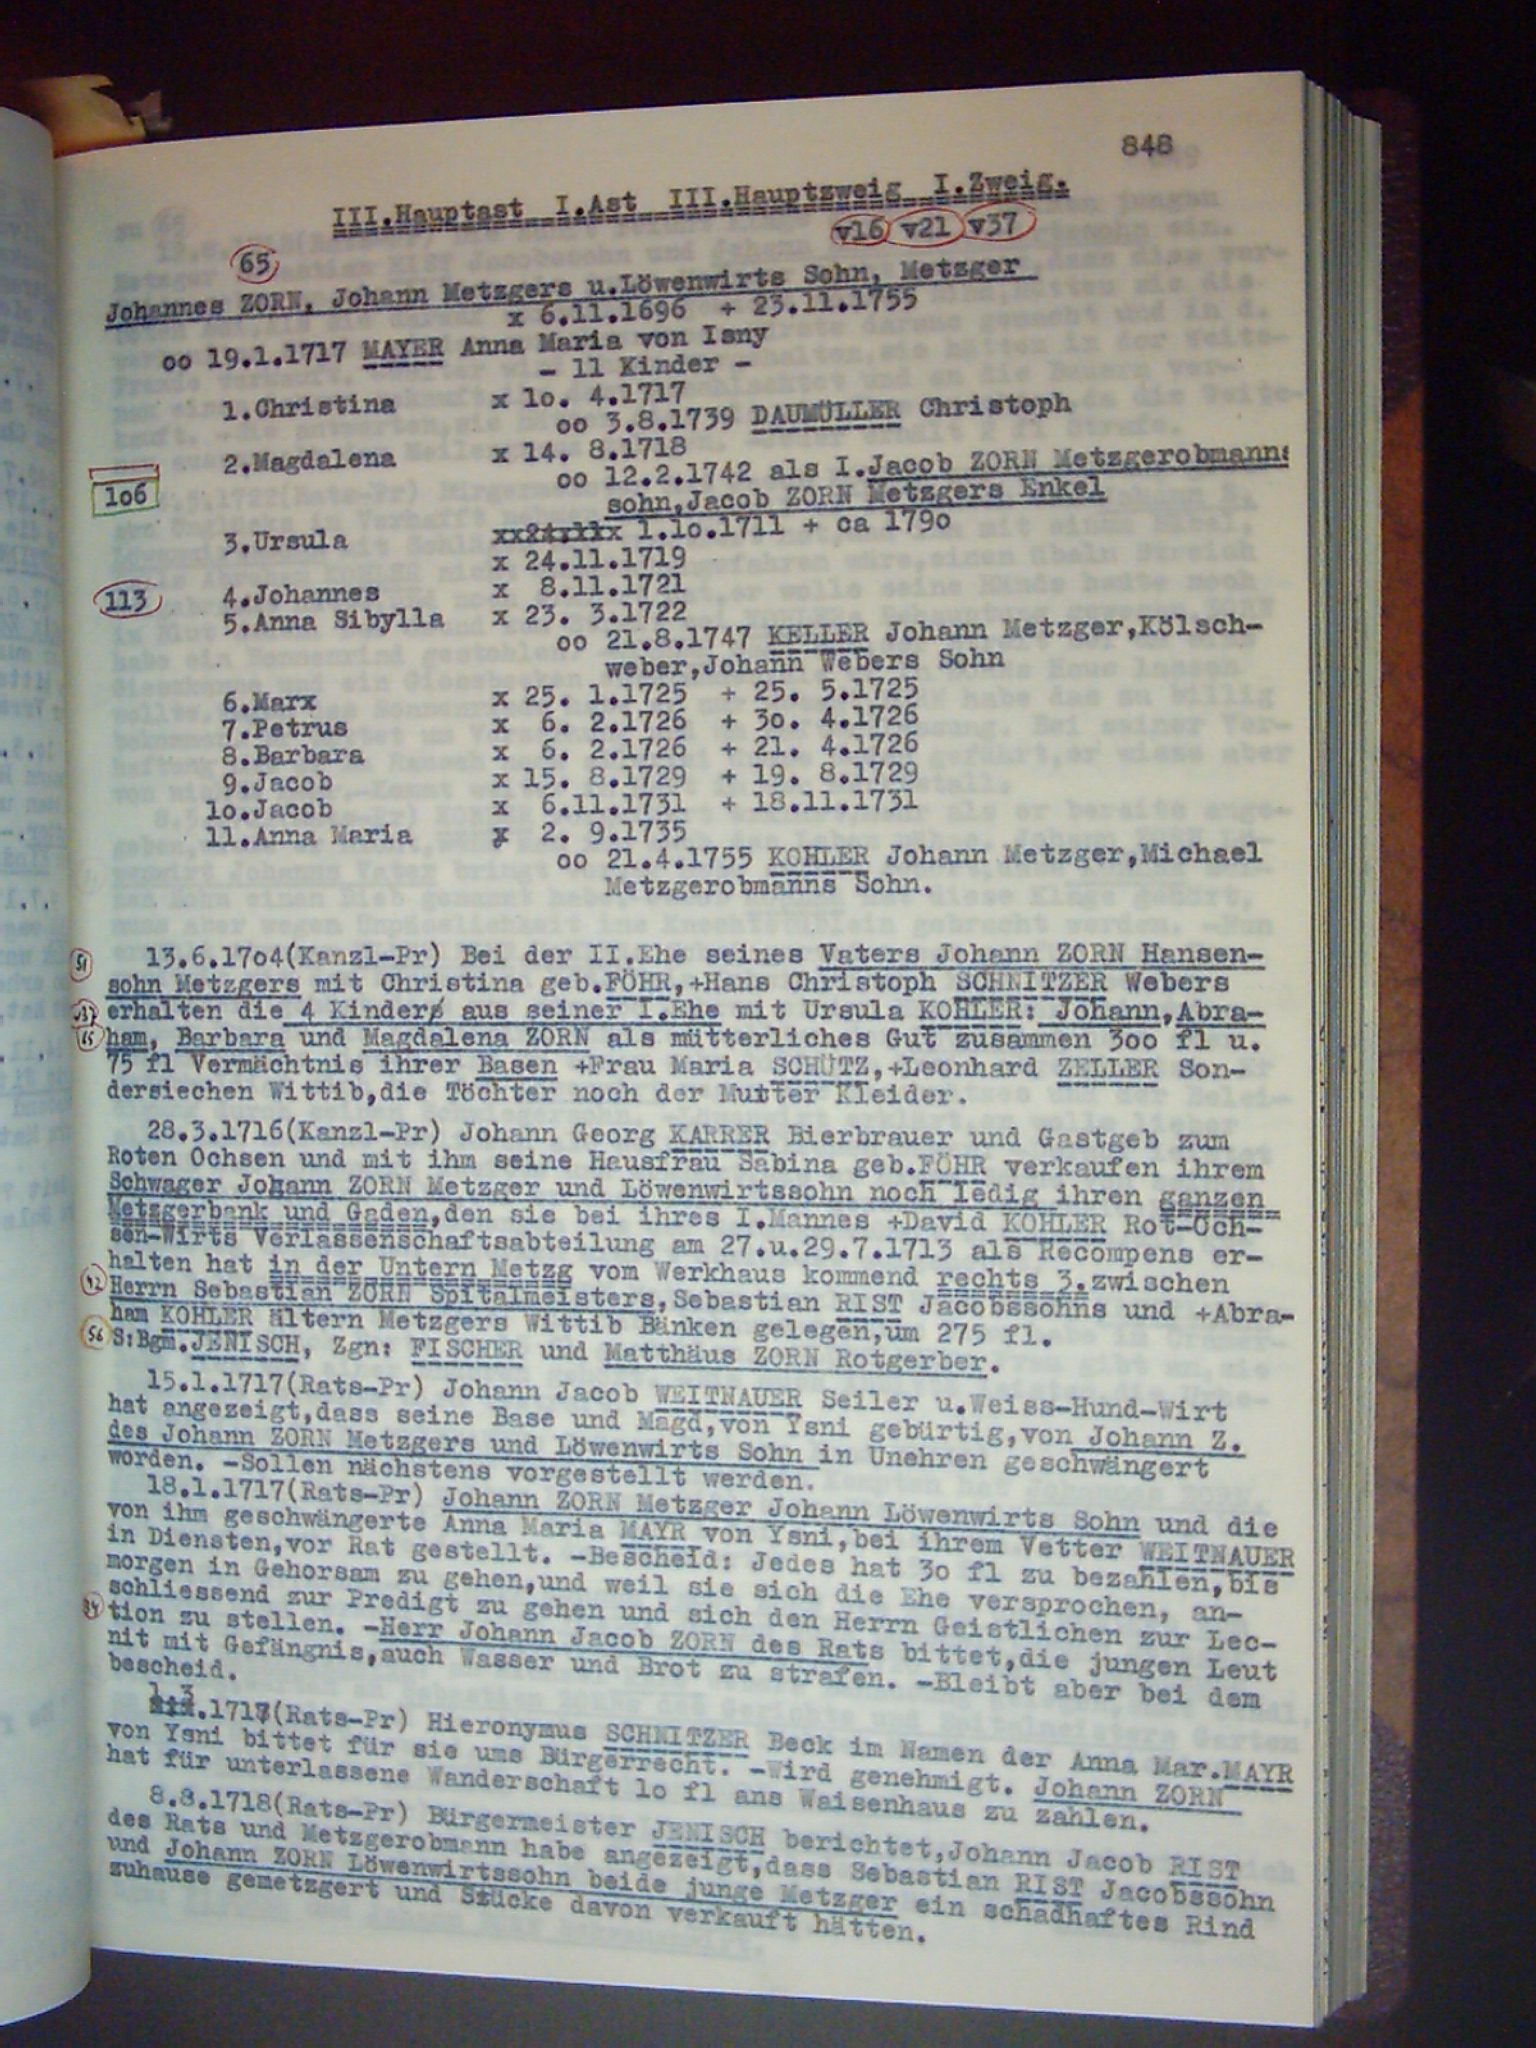 848
III.Hauptast I.Ast III.Hauptzweig I.Zweig.
v16 v21 v37
65
Johannes ZORN, Johann Metzgers u.Löwenwirts Sohn, Metzger
x 6.11.1696 + 23.11.1755
oo 19.1.1717 MAYER Anna Maria von Isny
- 11 Kinder -
1.Christina x 1o. 4.1717
oo 3.8.1739 DAUMÜLLER Christoph
2.Magdalena x 14. 8.1718
1o6 oo 12.2.1742 als I.Jacob ZORN Metzgerobmanns
sohn,Jacob ZORN Metzgers Enkel
1.1o.1711 + ca 179o
3.Ursula x 24.11.1719
113 4.Johannes x 8.11.1721
5.Anna Sibylla x 23. 3.1722
oo 21.8.1747 KELLER Johann Metzger,Kölsch-
weber,Johann Webers Sohn
6.Marx x 25. 1.1725 + 25. 5.1725
7.Petrus x 6. 2.1726 + 3o. 4.1726
8.Barbara x 6. 2.1726 + 21. 4.1726
9.Jacob x 15. 8.1729 + 19. 8.1729
1o.Jacob x 6.11.1731 + 18.11.1731
11.Anna Maria x 2. 9.1735
oo 21.4.1755 KOHLER Johann Metzger,Michael
Metzgerobmanns Sohn.
51 13.6.17o4(Kanzl-Pr) Bei der II.Ehe seines Vaters Johann ZORN Hansen-
sohn Metzgers mit Christina geb.FÖHR,+Hans Christoph SCHNITZER Webers
erhalten die 4 Kinder aus seiner I.Ehe mit Ursula KOHLER: Johann,Abra-
65 ham, Barbara und Magdalena ZORN als mütterliches Gut zusammen 3oo fl u.
75 fl Vermächtnis ihrer Basen +Frau Maria SCHÜTZ,+Leonhard ZELLER Son-
dersiechen Wittib,die Töchter noch der Mutter Kleider.
28.3.1716(Kanzl-Pr) Johann Georg KARRER Bierbrauer und Gastgeb zum
Roten Ochsen und mit ihm seine Hausfrau Sabina geb.FÖHR verkaufen ihrem
Schwager Johann ZORN Metzger und Löwenwirtssohn noch ledig ihren ganzen
Metzgerbank und Gaden,den sie bei ihres I.Mannes +David KOHLER Rot-Och-
sen-Wirts Verlassenschaftsabteilung am 27.u.29.7.1713 als Recompens er-
halten hat in der Untern Metzg vom Werkhaus kommend rechts 3.zwischen
42 Herrn Sebastian ZORN Spitalmeisters,Sebastian RIST Jacobssohns und +Abra-
ham KOHLER ältern Metzgers Wittib Bänken gelegen,um 275 fl.
56 S:Bgm.JENISCH, Zgn: FISCHER und Matthäus ZORN Rotgerber.
15.1.1717(Rats-Pr) Johann Jacob WEITNAUER Seiler u.Weiss-Hund-Wirt
hat angezeigt,dass seine Base und Magd,von Ysni gebürtig,von Johann Z.
des Johann ZORN Metzgers und Löwenwirts Sohn in Unehren geschwängert
worden. -Sollen nächstens vorgestellt werden.
18.1.1717(Rats-Pr) Johann ZORN Metzger Johann Löwenwirts Sohn und die
von ihm geschwängerte Anna Maria MAYR von Ysni,bei ihrem Vetter WEITNAUER
in Diensten,vor Rat gestellt. -Bescheid: Jedes hat 3o fl zu bezahlen,bis
morgen in Gehorsam zu gehen,und weil sie sich die Ehe versprochen, an-
schliessend zur Predigt zu gehen und sich den Herrn Geistlichen zur Lec-
34 tion zu stellen. -Herr Johann Jacob ZORN des Rats bittet,die jungen Leut
nit mit Gefängnis,auch Wasser und Brot zu strafen. -Bleibt aber bei dem
bescheid.
1.3.1717(Rats-Pr) Hieronymus SCHNITZER Beck im Namen der Anna Mar.MAYR
von Ysni bittet für sie ums Bürgerrecht. -Wird genehmigt. Johann ZORN
hat für unterlassene Wanderschaft 1o fl ans Waisenhaus zu zahlen.
8.8.1718(Rats-Pr) Bürgermeister JENISCH berichtet,Johann Jacob RIST
des Rats und Metzgerobmann habe angezeigt,dass Sebastian RIST Jacobssohn
und Johann ZORN Löwenwirtssohn beide junge Metzger ein schadhaftes Rind
zuhause gemetzgert und Stücke davon verkauft hätten.